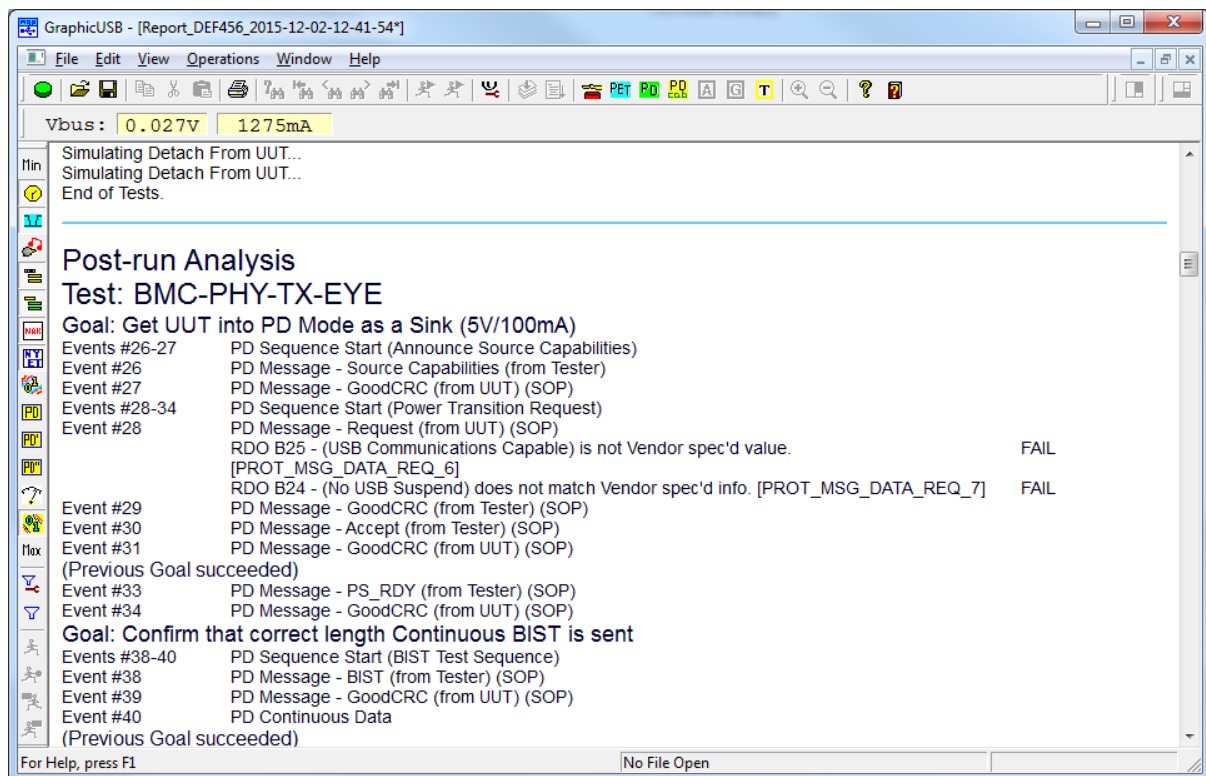 GraphicUSB - [Report_DEF456_2015-12-02-12-41-54*]
File Edit View Operations Window Help
PET PD A G T ? ?
Vbus: 0.027V 1275mA
Min
NAK
NYET
PD
PD'
PD"
Max
Simulating Detach From UUT...
Simulating Detach From UUT...
End of Tests.
Post-run Analysis
Test: BMC-PHY-TX-EYE
Goal: Get UUT into PD Mode as a Sink (5V/100mA)
Events #26-27 PD Sequence Start (Announce Source Capabilities)
Event #26 PD Message - Source Capabilities (from Tester)
Event #27 PD Message - GoodCRC (from UUT) (SOP)
Events #28-34 PD Sequence Start (Power Transition Request)
Event #28 PD Message - Request (from UUT) (SOP)
RDO B25 - (USB Communications Capable) is not Vendor spec'd value. FAIL
[PROT_MSG_DATA_REQ_6]
RDO B24 - (No USB Suspend) does not match Vendor spec'd info. [PROT_MSG_DATA_REQ_7] FAIL
Event #29 PD Message - GoodCRC (from Tester) (SOP)
Event #30 PD Message - Accept (from Tester) (SOP)
Event #31 PD Message - GoodCRC (from UUT) (SOP)
(Previous Goal succeeded)
Event #33 PD Message - PS_RDY (from Tester) (SOP)
Event #34 PD Message - GoodCRC (from UUT) (SOP)
Goal: Confirm that correct length Continuous BIST is sent
Events #38-40 PD Sequence Start (BIST Test Sequence)
Event #38 PD Message - BIST (from Tester) (SOP)
Event #39 PD Message - GoodCRC (from UUT) (SOP)
Event #40 PD Continuous Data
(Previous Goal succeeded)
For Help, press F1 No File Open